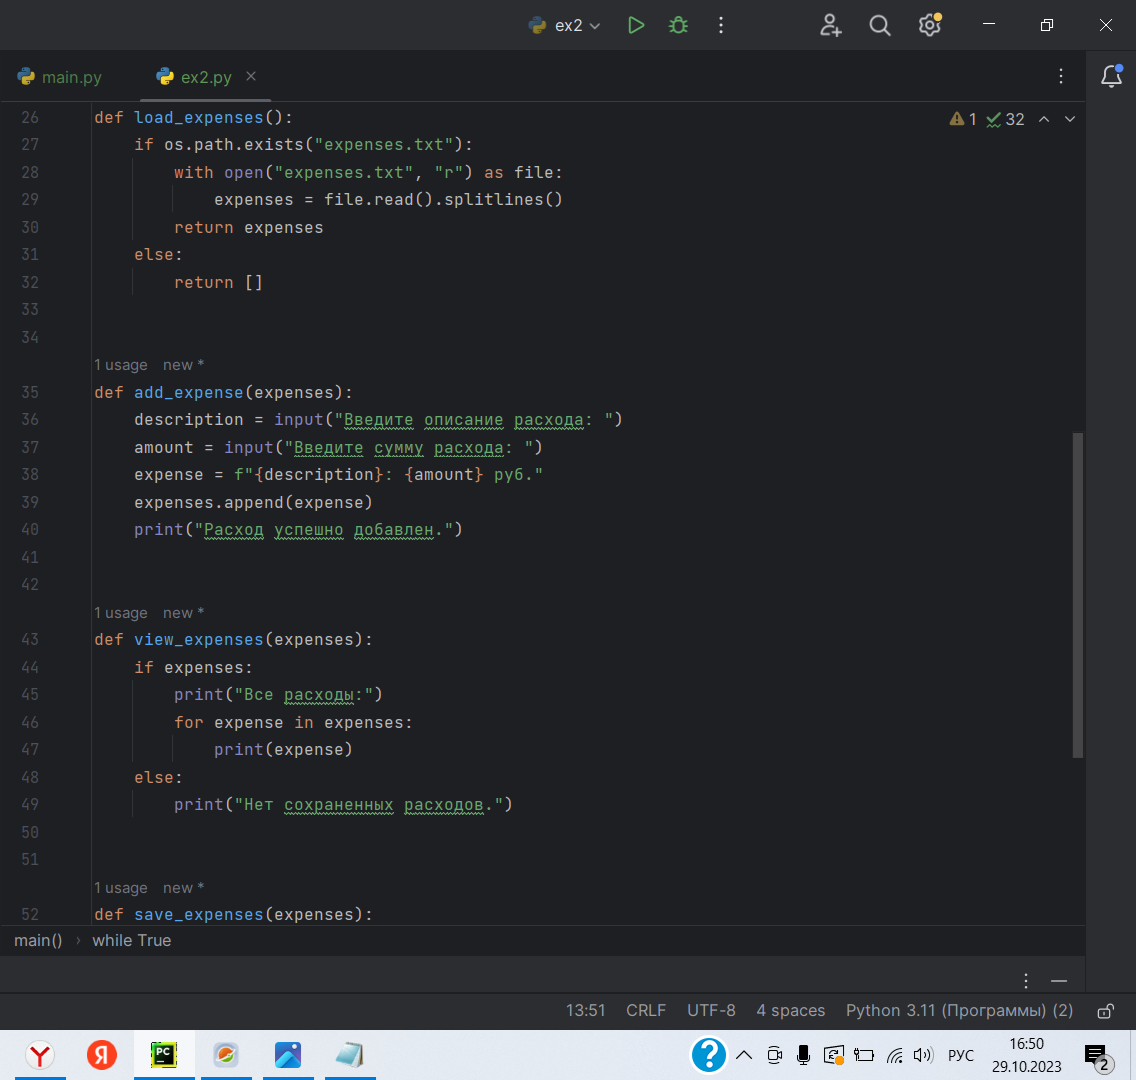 ex2
main.py
ex2.py
26 def load_expenses():
1 32
27 if os.path.exists("expenses.txt"):
28 with open("expenses.txt", "r") as file:
29 expenses = file.read().splitlines()
30 return expenses
31 else:
32 return []
33
34
1 usage new *
35 def add_expense(expenses):
36 description = input("Введите описание расхода: ")
37 amount = input("Введите сумму расхода: ")
38 expense = f"{description}: {amount} руб."
39 expenses.append(expense)
40 print("Расход успешно добавлен.")
41
42
1 usage new *
43 def view_expenses(expenses):
44 if expenses:
45 print("Все расходы:")
46 for expense in expenses:
47 print(expense)
48 else:
49 print("Нет сохраненных расходов.")
50
51
1 usage new *
52 def save_expenses(expenses):
main() › while True
13:51 CRLF UTF-8 4 spaces Python 3.11 (Программы) (2)
Y Я PC ? РУС 16:50
29.10.2023
2